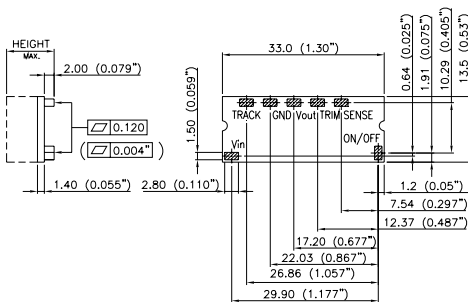 HEIGHT
MAX.
2.00 (0.079")
0.120
( 0.004" )
1.40 (0.055")
33.0 (1.30")
1.50 (0.059")
TRACK GND Vout TRIM SENSE
ON/OFF
Vin
2.80 (0.110")
0.64 (0.025")
1.91 (0.075")
10.29 (0.405")
13.5 (0.53")
1.2 (0.05")
7.54 (0.297")
12.37 (0.487")
17.20 (0.677")
22.03 (0.867")
26.86 (1.057")
29.90 (1.177")